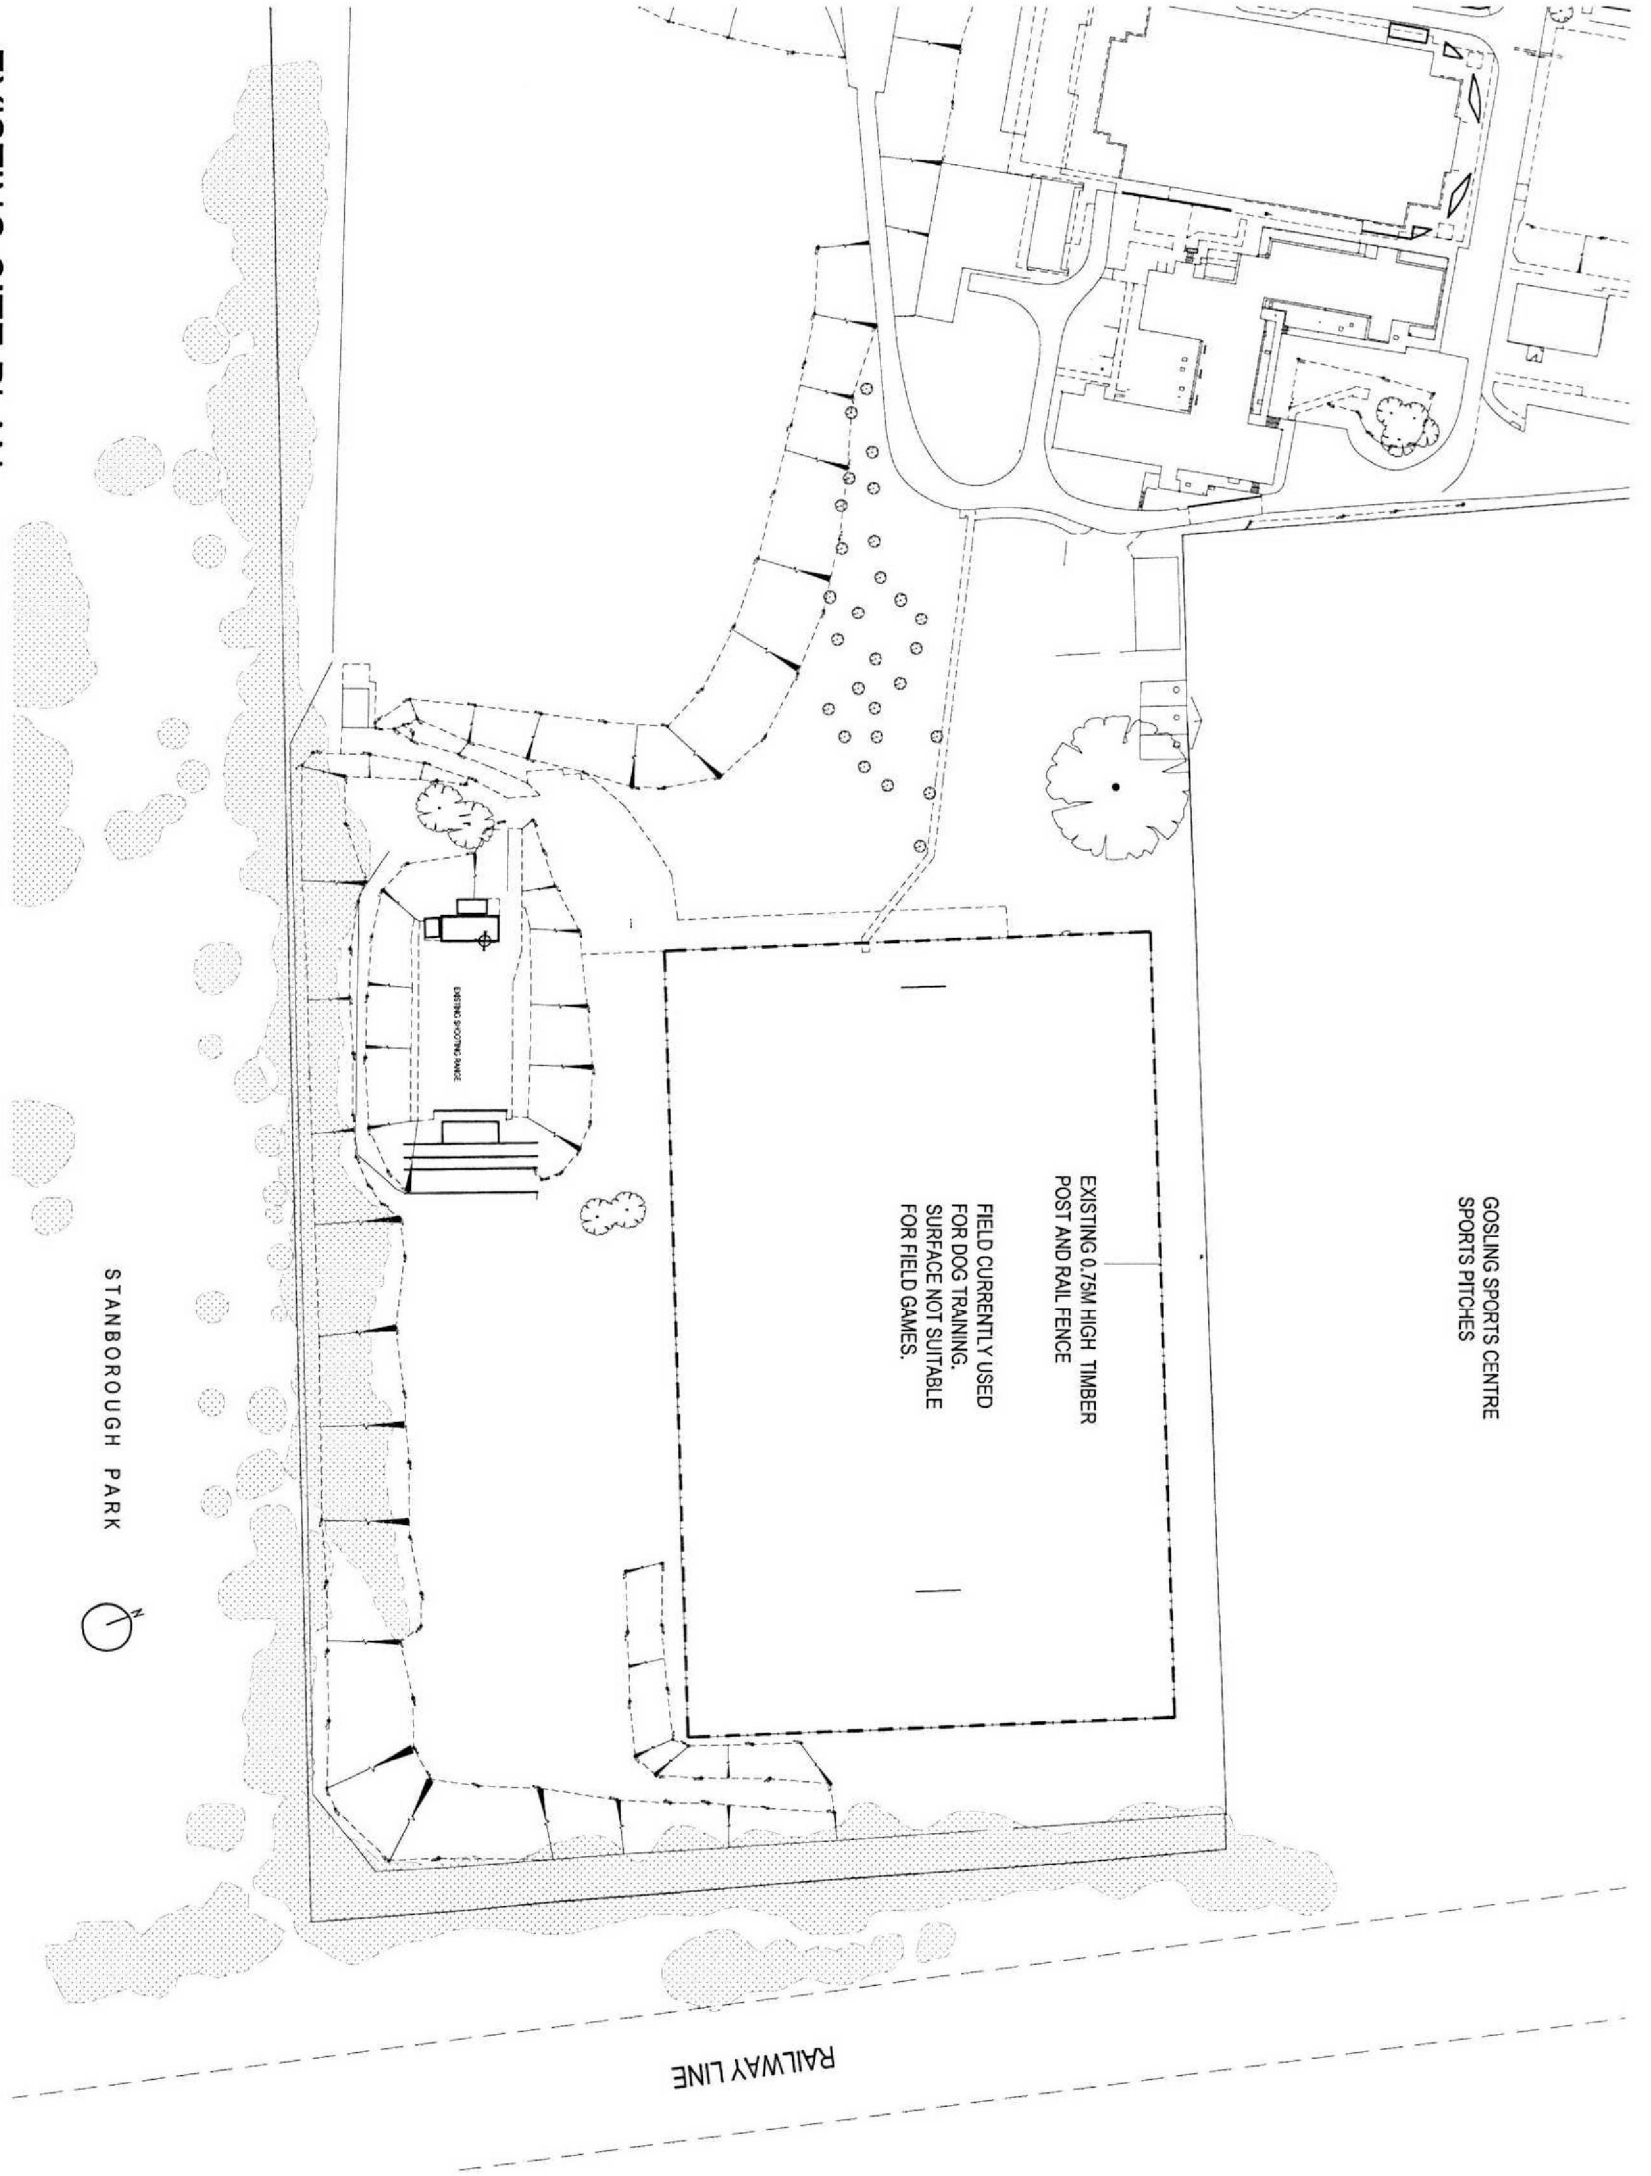 GOSLING SPORTS CENTRE
SPORTS PITCHES
EXISTING 0.75M HIGH TIMBER
POST AND RAIL FENCE
FIELD CURRENTLY USED
FOR DOG TRAINING.
SURFACE NOT SUITABLE
FOR FIELD GAMES.
EXISTING SHOOTING RANGE
STANBOROUGH PARK
N
RAILWAY LINE